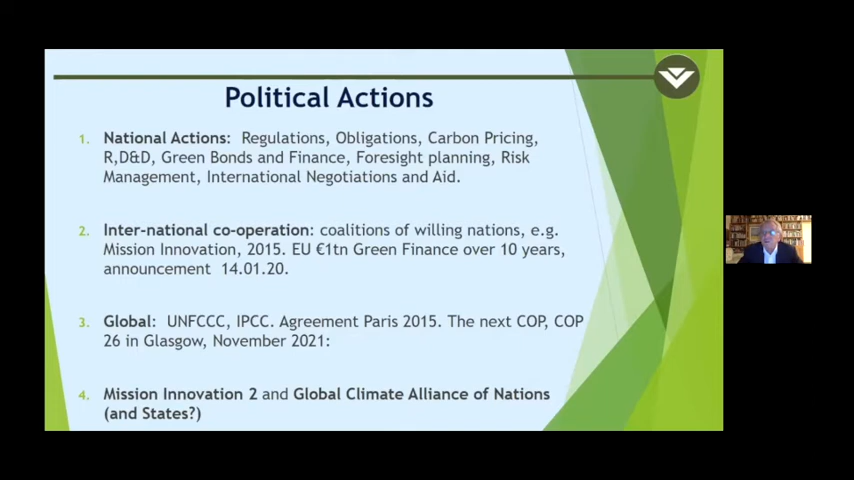 Political Actions
1. National Actions: Regulations, Obligations, Carbon Pricing,
R,D&D, Green Bonds and Finance, Foresight planning, Risk
Management, International Negotiations and Aid.
2. Inter-national co-operation: coalitions of willing nations, e.g.
Mission Innovation, 2015. EU €1tn Green Finance over 10 years,
announcement 14.01.20.
3. Global: UNFCCC, IPCC. Agreement Paris 2015. The next COP, COP
26 in Glasgow, November 2021:
4. Mission Innovation 2 and Global Climate Alliance of Nations
(and States?)